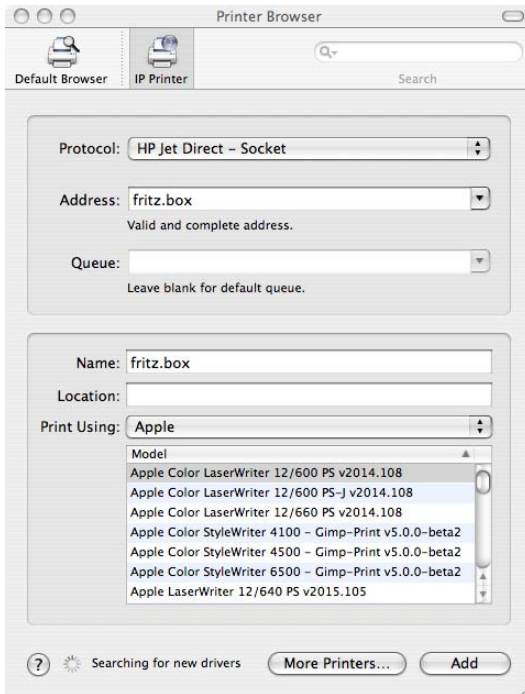 Printer Browser
Default Browser
IP Printer
Search
Protocol: HP Jet Direct – Socket
Address: fritz.box
Valid and complete address.
Queue:
Leave blank for default queue.
Name: fritz.box
Location:
Print Using: Apple
Model
Apple Color LaserWriter 12/600 PS v2014.108
Apple Color LaserWriter 12/600 PS-J v2014.108
Apple Color LaserWriter 12/660 PS v2014.108
Apple Color StyleWriter 4100 – Gimp-Print v5.0.0-beta2
Apple Color StyleWriter 4500 – Gimp-Print v5.0.0-beta2
Apple Color StyleWriter 6500 – Gimp-Print v5.0.0-beta2
Apple LaserWriter 12/640 PS v2015.105
? Searching for new drivers More Printers... Add